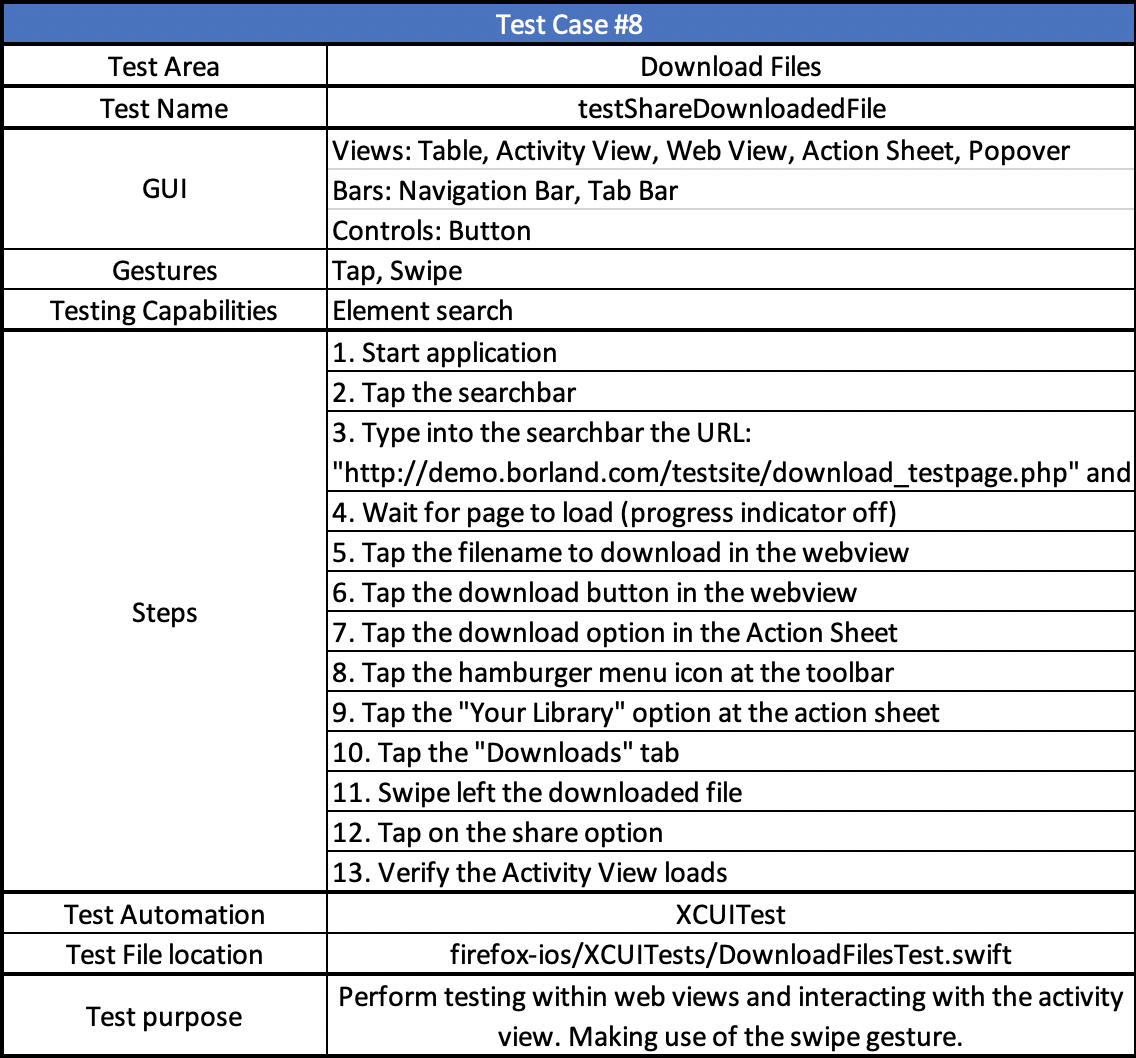 Test Case #8
Test Area
Download Files
Test Name
testShareDownloadedFile
GUI
Views: Table, Activity View, Web View, Action Sheet, Popover
Bars: Navigation Bar, Tab Bar
Controls: Button
Gestures
Tap, Swipe
Testing Capabilities
Element search
Steps
1. Start application
2. Tap the searchbar
3. Type into the searchbar the URL:
"http://demo.borland.com/testsite/download_testpage.php" and
4. Wait for page to load (progress indicator off)
5. Tap the filename to download in the webview
6. Tap the download button in the webview
7. Tap the download option in the Action Sheet
8. Tap the hamburger menu icon at the toolbar
9. Tap the "Your Library" option at the action sheet
10. Tap the "Downloads" tab
11. Swipe left the downloaded file
12. Tap on the share option
13. Verify the Activity View loads
Test Automation
XCUITest
Test File location
firefox-ios/XCUITests/DownloadFilesTest.swift
Test purpose
Perform testing within web views and interacting with the activity
view. Making use of the swipe gesture.